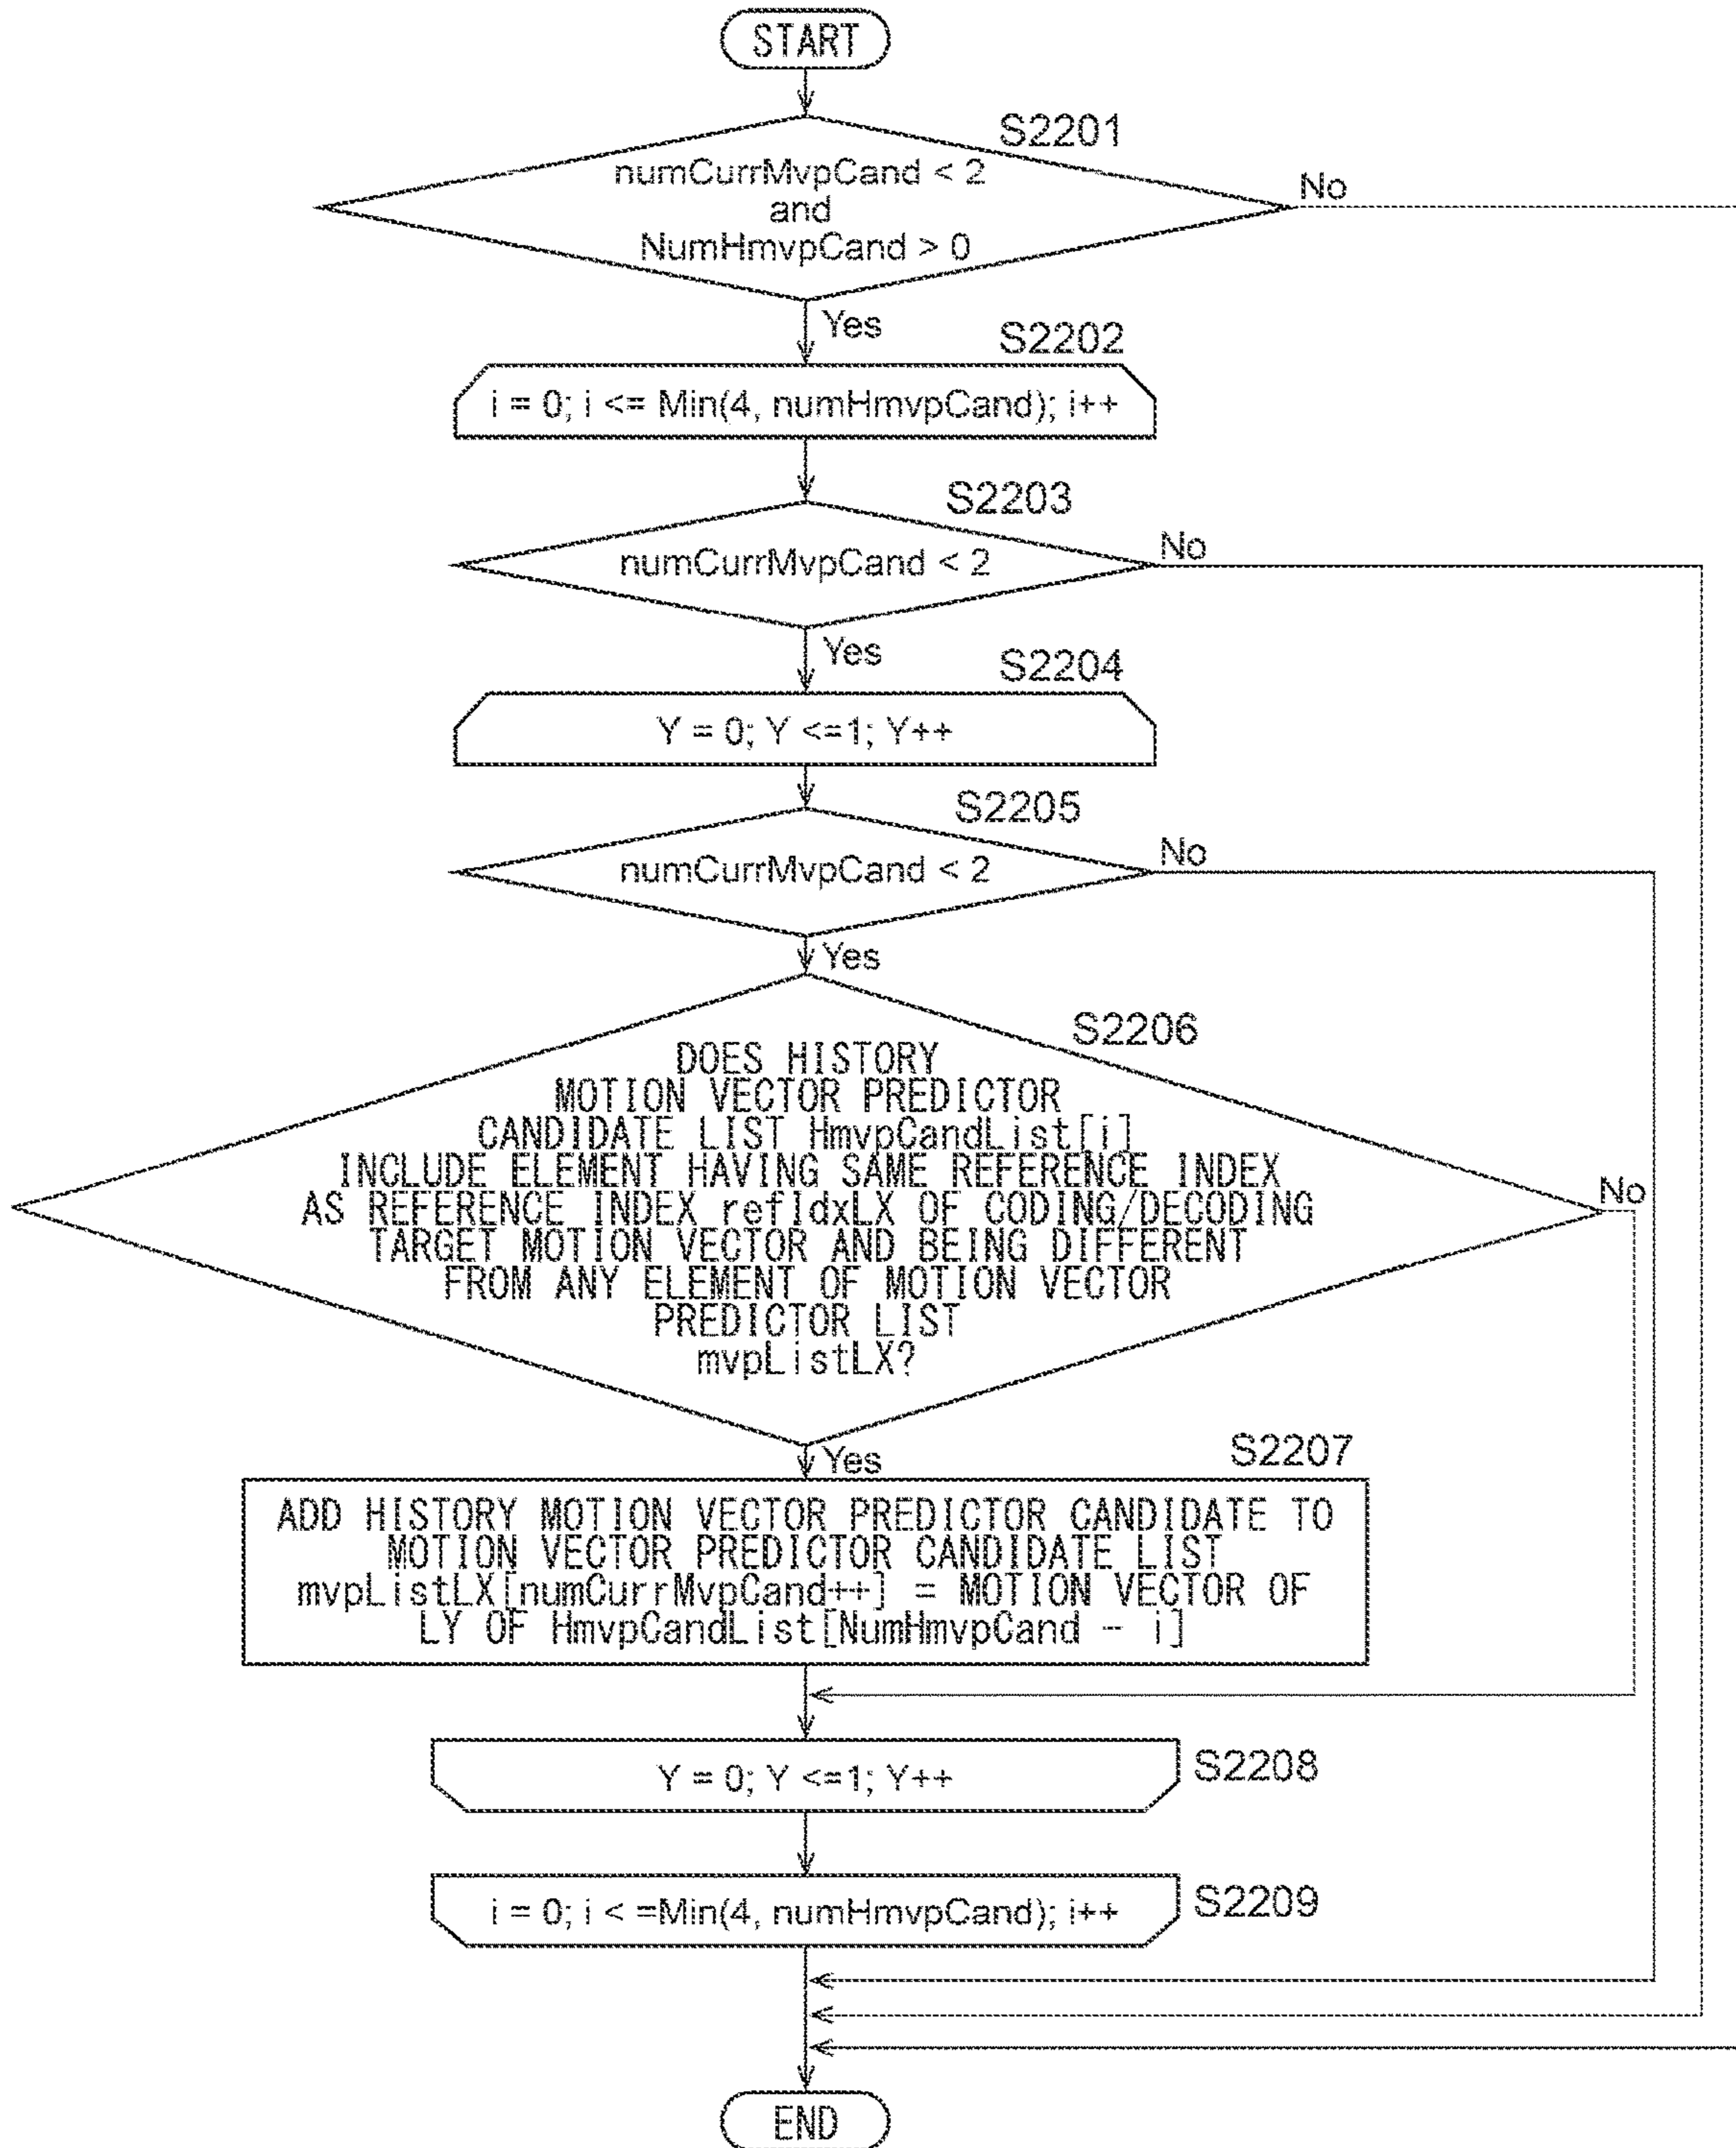 START
S2201
numCurrMvpCand < 2
and
NumHmvpCand > 0
No
Yes
S2202
i = 0; i <= Min(4, numHmvpCand); i++
S2203
numCurrMvpCand < 2
No
Yes
S2204
Y = 0; Y <=1; Y++
S2205
numCurrMvpCand < 2
No
Yes
S2206
DOES HISTORY
MOTION VECTOR PREDICTOR
CANDIDATE LIST HmvpCandList[i]
INCLUDE ELEMENT HAVING SAME REFERENCE INDEX
AS REFERENCE INDEX refIdxLX OF CODING/DECODING
TARGET MOTION VECTOR AND BEING DIFFERENT
FROM ANY ELEMENT OF MOTION VECTOR
PREDICTOR LIST
mvpListLX?
No
Yes
S2207
ADD HISTORY MOTION VECTOR PREDICTOR CANDIDATE TO
MOTION VECTOR PREDICTOR CANDIDATE LIST
mvpListLX[numCurrMvpCand++] = MOTION VECTOR OF
LY OF HmvpCandList[NumHmvpCand - i]
Y = 0; Y <=1; Y++
S2208
i = 0; i < =Min(4, numHmvpCand); i++
S2209
END